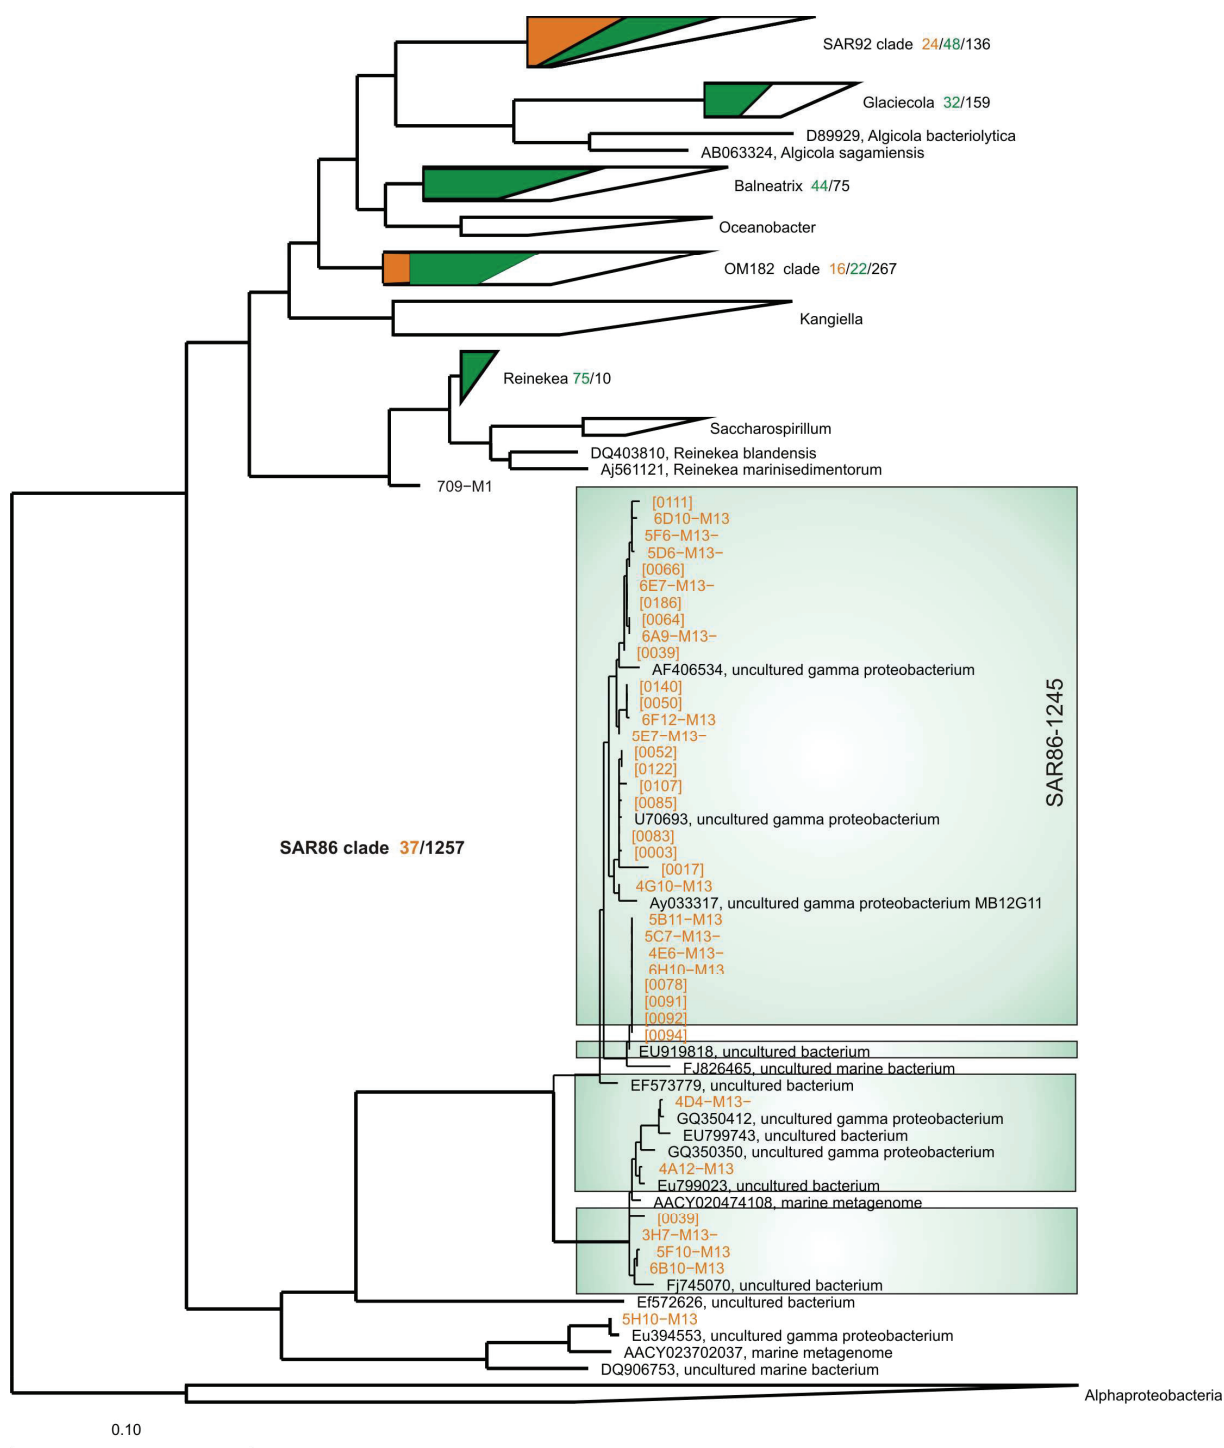 SAR92 clade 24/48/136
Glaciecola 32/159
D89929, Algicola bacteriolytica
AB063324, Algicola sagamiensis
Balneatrix 44/75
Oceanobacter
OM182 clade 16/22/267
Kangiella
Reinekea 75/10
Saccharospirillum
DQ403810, Reinekea blandensis
Aj561121, Reinekea marinisedimentorum
709−M1
[0111]
6D10−M13
5F6−M13−
5D6−M13−
[0066]
6E7−M13−
[0186]
[0064]
6A9−M13−
[0039]
AF406534, uncultured gamma proteobacterium
[0140]
[0050]
6F12−M13
5E7−M13−
[0052]
[0122]
[0107]
[0085]
U70693, uncultured gamma proteobacterium
[0083]
[0003]
[0017]
4G10−M13
Ay033317, uncultured gamma proteobacterium MB12G11
5B11−M13
5C7−M13−
4E6−M13−
6H10−M13
[0078]
[0091]
[0092]
[0094]
SAR86-1245
SAR86 clade 37/1257
EU919818, uncultured bacterium
FJ826465, uncultured marine bacterium
EF573779, uncultured bacterium
4D4−M13−
GQ350412, uncultured gamma proteobacterium
EU799743, uncultured bacterium
GQ350350, uncultured gamma proteobacterium
4A12−M13
Eu799023, uncultured bacterium
AACY020474108, marine metagenome
[0039]
3H7−M13−
5F10−M13
6B10−M13
Fj745070, uncultured bacterium
Ef572626, uncultured bacterium
5H10−M13
Eu394553, uncultured gamma proteobacterium
AACY023702037, marine metagenome
DQ906753, uncultured marine bacterium
Alphaproteobacteria
0.10